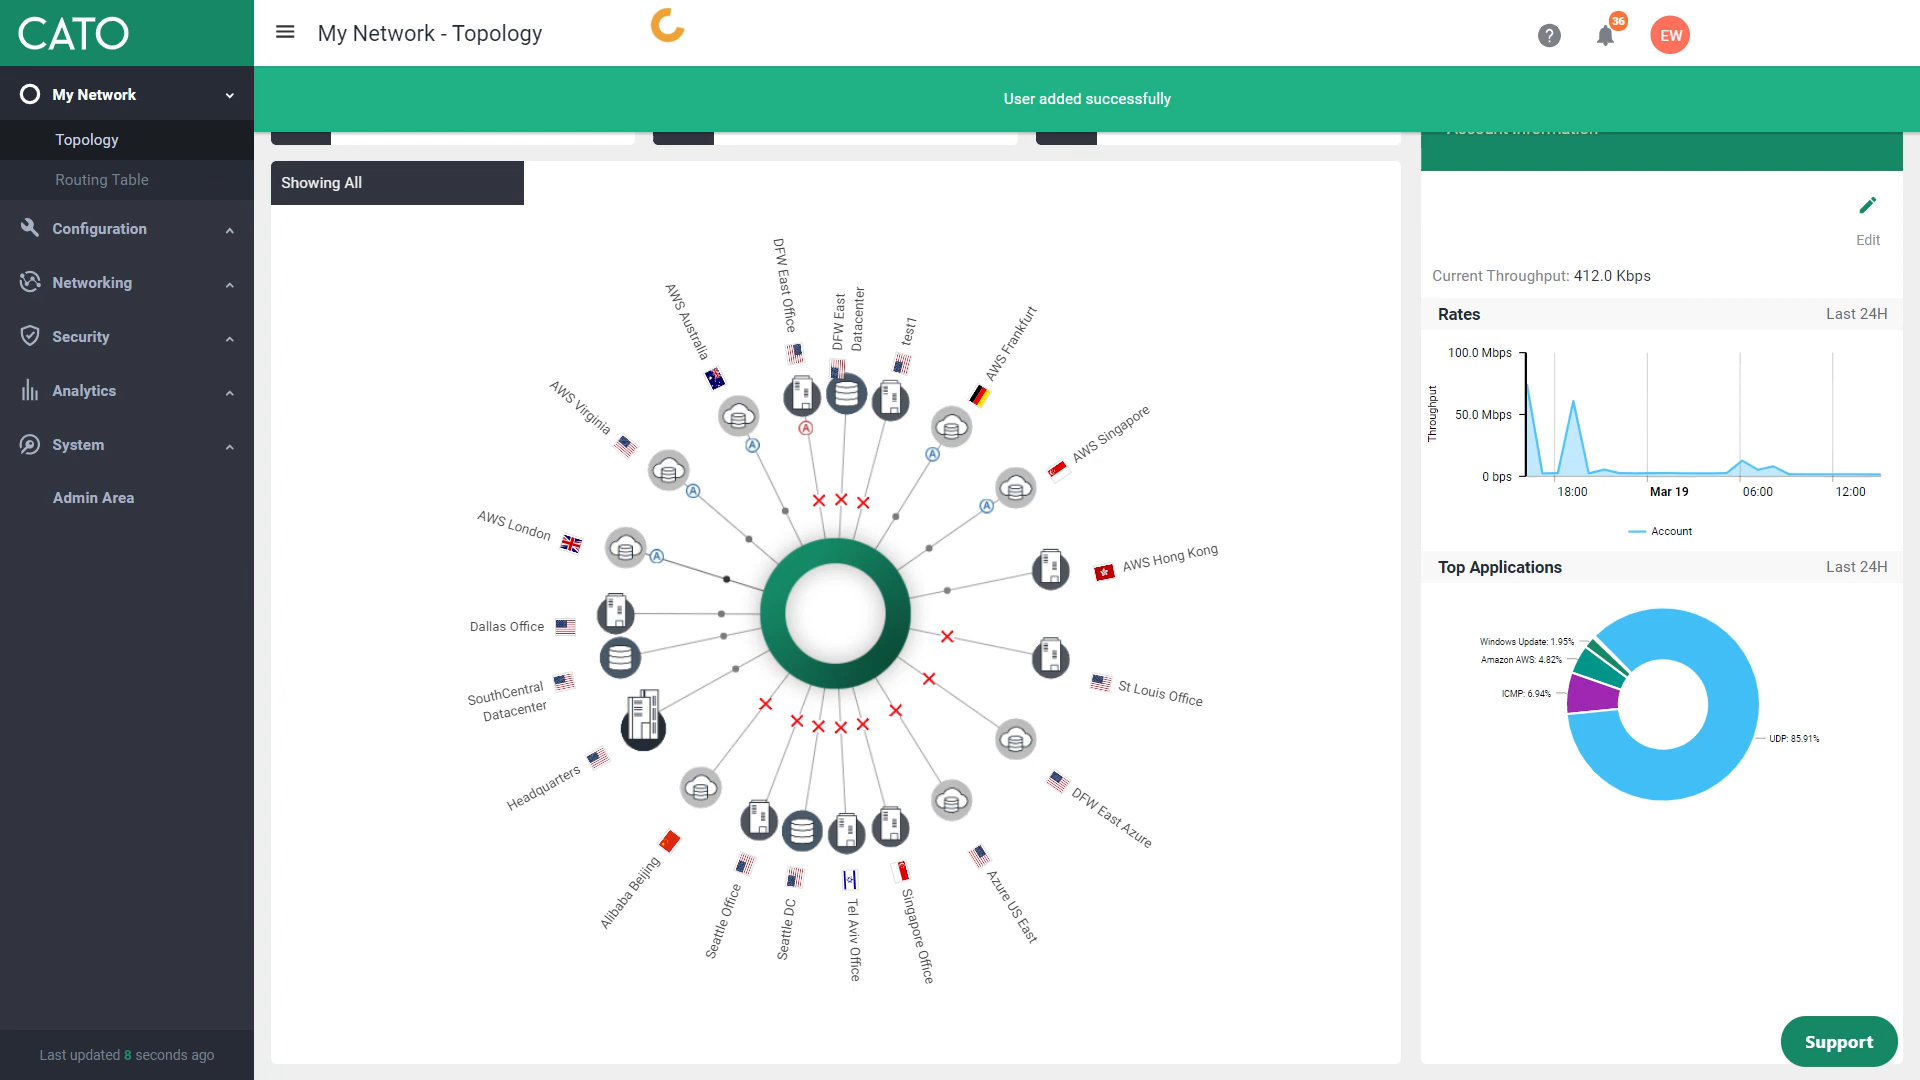 CATO
My Network - Topology
36
EW
User added successfully
My Network
Topology
Routing Table
Configuration
Networking
Security
Analytics
System
Admin Area
Last updated 8 seconds ago
Showing All
DFW East Office
DFW East
Datacenter
test1
AWS Australia
AWS Frankfurt
AWS Virginia
AWS Singapore
AWS London
AWS Hong Kong
Dallas Office
St Louis Office
SouthCentral
Datacenter
Headquarters
DFW East Azure
Alibaba Beijing
Seattle Office
Seattle DC
Tel Aviv Office
Singapore Office
Azure US East
A
A
A
A
A
A
Account Information
Edit
Current Throughput: 412.0 Kbps
Rates
Last 24H
100.0 Mbps
50.0 Mbps
0 bps
Throughput
18:00
Mar 19
06:00
12:00
Account
Top Applications
Last 24H
Windows Update: 1.95%
Amazon AWS: 4.82%
ICMP: 6.94%
UDP: 85.91%
Support